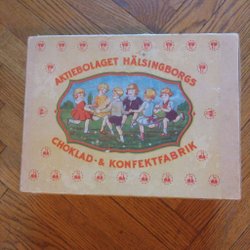 AKTIEBOLAGET HÄLSINGBORGS
CHOKLAD- & KONFEKTFABRIK